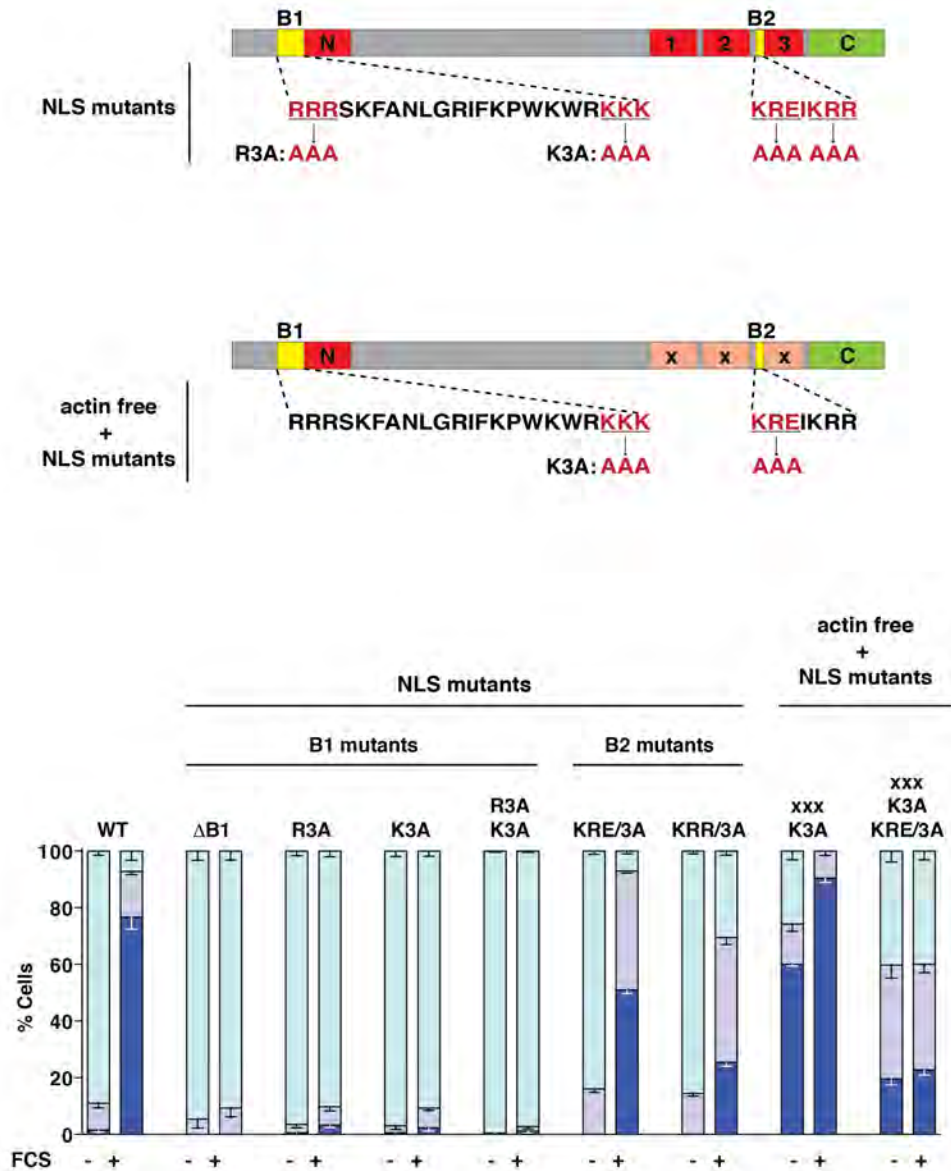 B1 B2
N 1 2 3 C
NLS mutants
RRRSKFANLGRIFKPWKWRKKK KREIKRR
R3A: AAA K3A: AAA AAA AAA
B1 B2
N x x x C
actin free
+
NLS mutants
RRRSKFANLGRIFKPWKWRKKK KREIKRR
K3A: AAA AAA
actin free
+
NLS mutants
NLS mutants
B1 mutants B2 mutants
WT ΔB1 R3A K3A R3A K3A KRE/3A KRR/3A xxx K3A xxx K3A KRE/3A
100
80
60
40
20
0
% Cells
FCS - + - + - + - + - + - + - + - + - +